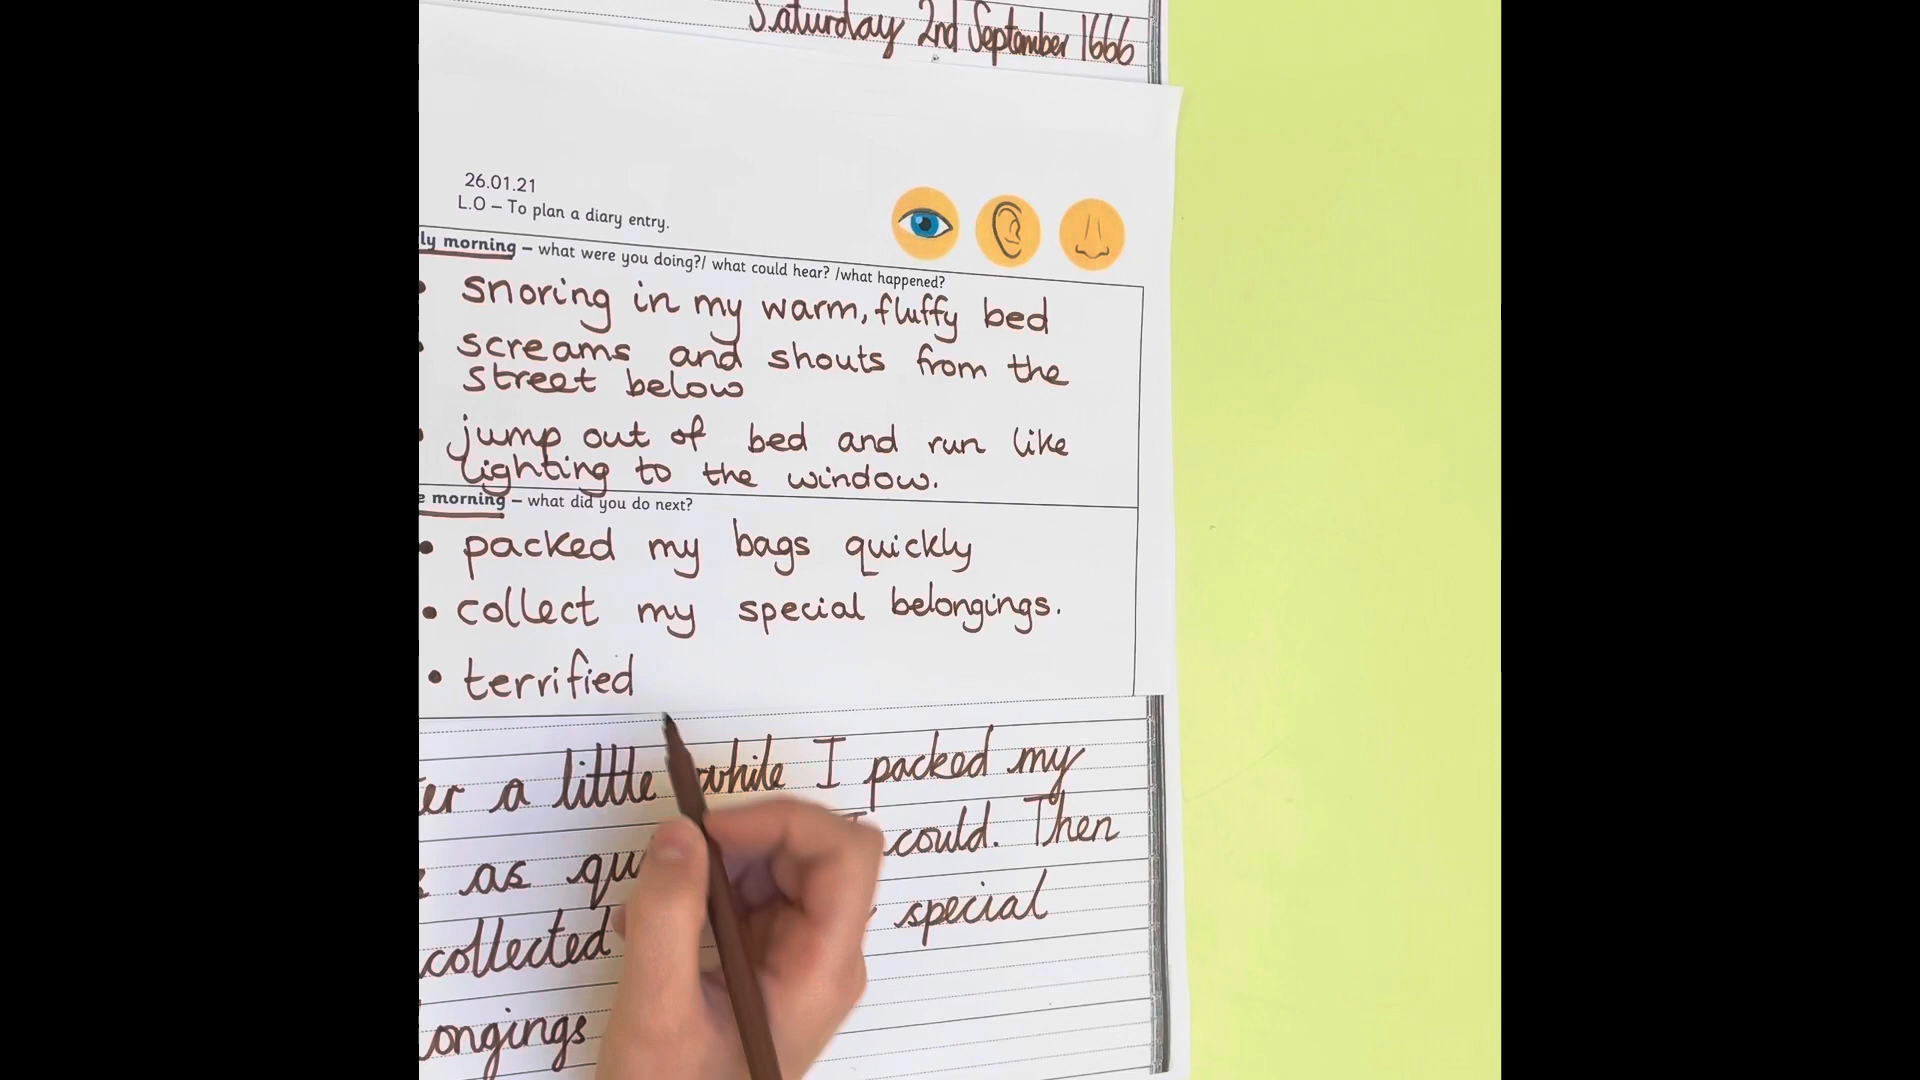 Saturday 2nd September 1666
26.01.21
L.O – To plan a diary entry.
ly morning – what were you doing?/ what could hear? /what happened?
• snoring in my warm, fluffy bed
• screams and shouts from the
street below
• jump out of bed and run like
lighting to the window.
e morning – what did you do next?
• packed my bags quickly
• collect my special belongings.
• terrified
er a little while I packed my
as qu could. Then
collected special
ongings